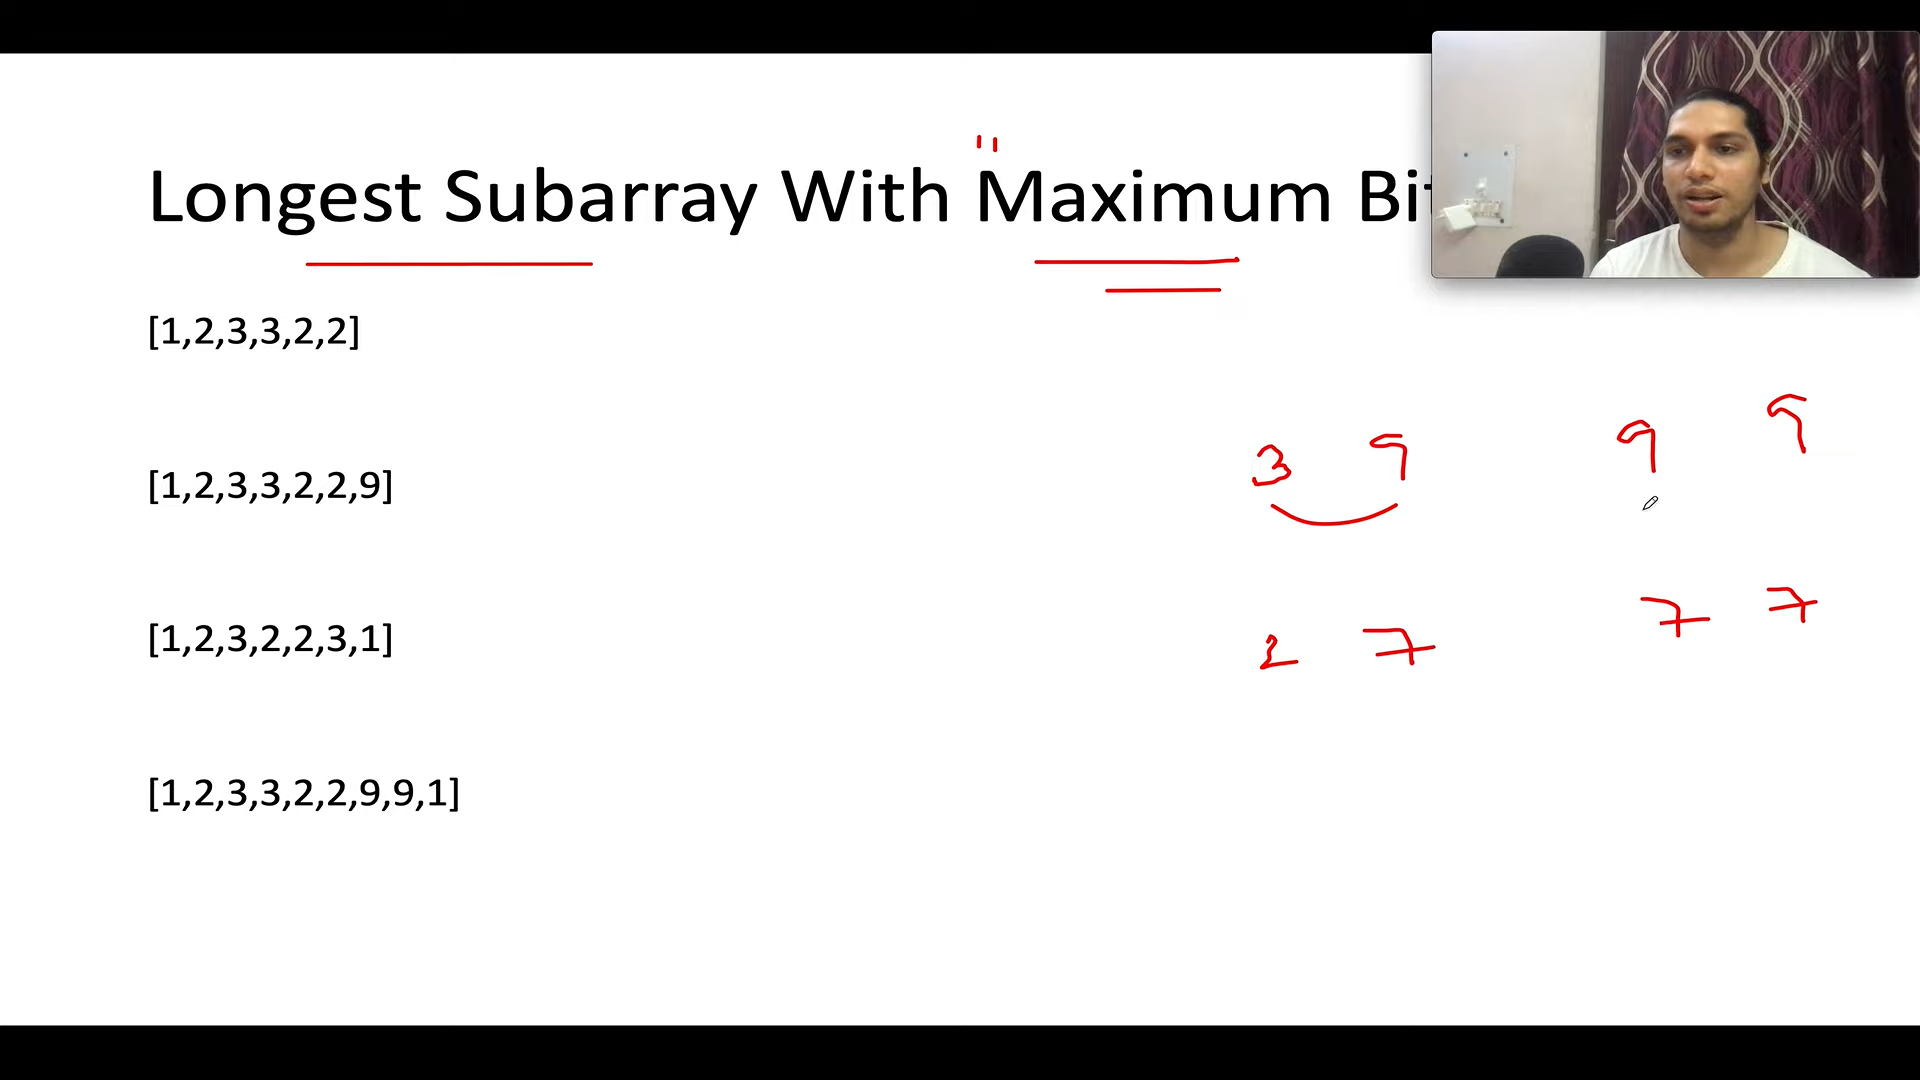 Longest Subarray With Maximum Bit
[1,2,3,3,2,2]
3 9 9 9
[1,2,3,3,2,2,9]
2 7 7 7
[1,2,3,2,2,3,1]
[1,2,3,3,2,2,9,9,1]